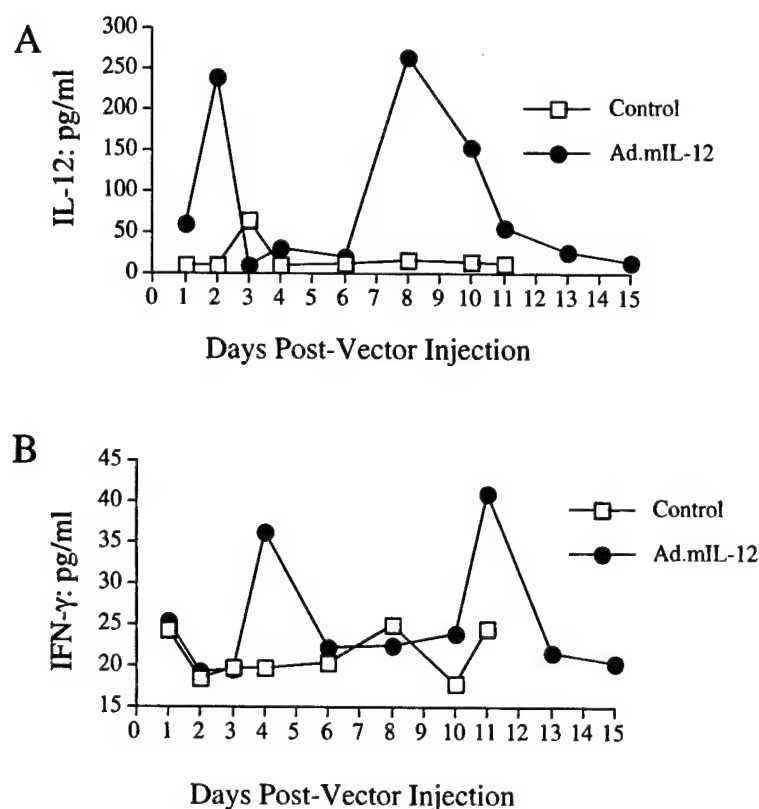 A
IL-12: pg/ml
300
250
200
150
100
50
0
0 1 2 3 4 5 6 7 8 9 10 11 12 13 14 15
Control
Ad.mIL-12
Days Post-Vector Injection
B
IFN-γ: pg/ml
45
40
35
30
25
20
15
0 1 2 3 4 5 6 7 8 9 10 11 12 13 14 15
Control
Ad.mIL-12
Days Post-Vector Injection